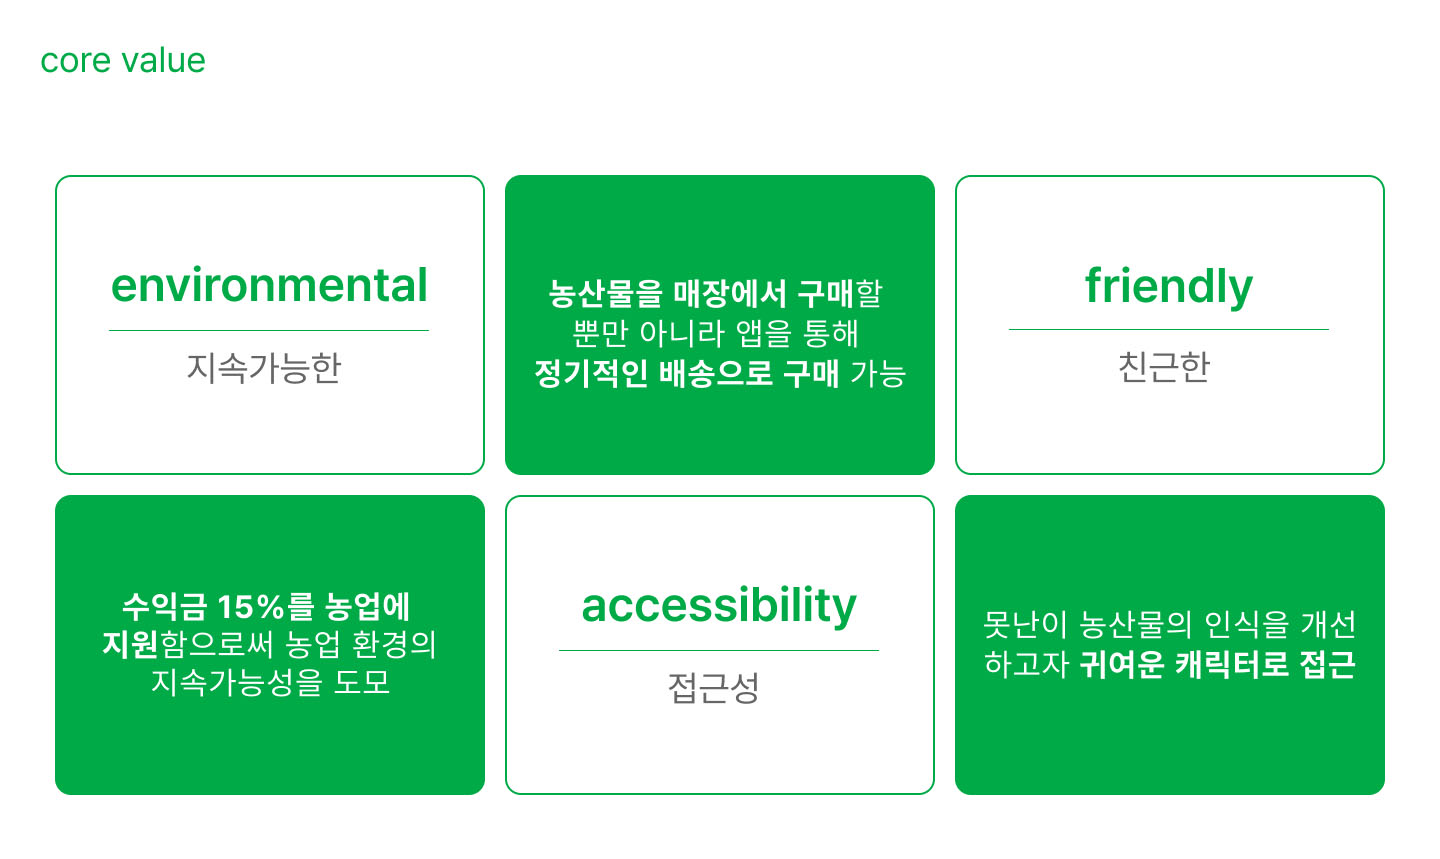 core value
environmental
지속가능한
농산물을 매장에서 구매할
뿐만 아니라 앱을 통해
정기적인 배송으로 구매 가능
friendly
친근한
수익금 15%를 농업에
지원함으로써 농업 환경의
지속가능성을 도모
accessibility
접근성
못난이 농산물의 인식을 개선
하고자 귀여운 캐릭터로 접근